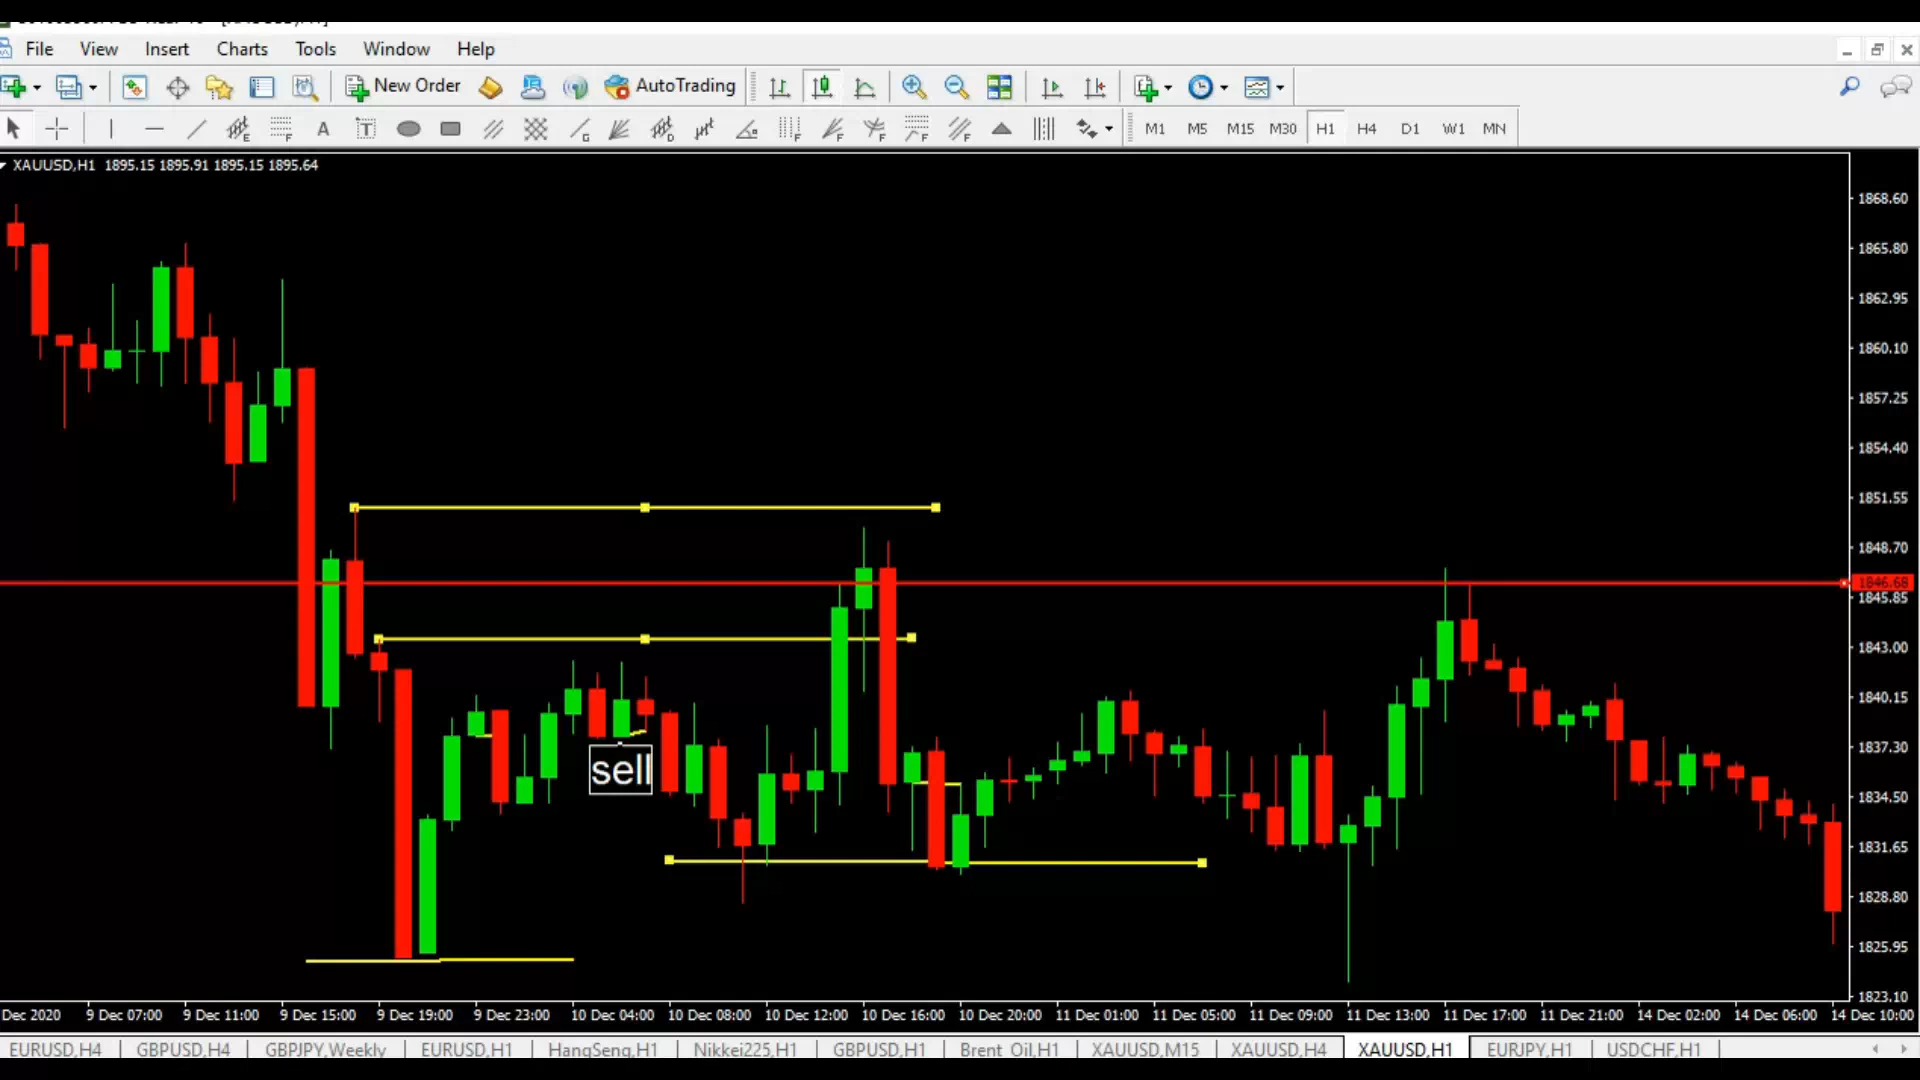 File View Insert Charts Tools Window Help
New Order AutoTrading
A T M1 M5 M15 M30 H1 H4 D1 W1 MN
XAUUSD,H1 1895.15 1895.91 1895.15 1895.64
1868.60
1865.80
1862.95
1860.10
1857.25
1854.40
1851.55
1848.70
1846.68
1845.85
1843.00
1840.15
1837.30
sell
1834.50
1831.65
1828.80
1825.95
1823.10
Dec 2020 9 Dec 07:00 9 Dec 11:00 9 Dec 15:00 9 Dec 19:00 9 Dec 23:00 10 Dec 04:00 10 Dec 08:00 10 Dec 12:00 10 Dec 16:00 10 Dec 20:00 11 Dec 01:00 11 Dec 05:00 11 Dec 09:00 11 Dec 13:00 11 Dec 17:00 11 Dec 21:00 14 Dec 02:00 14 Dec 06:00 14 Dec 10:00
EURUSD,H4 GBPUSD,H4 GBPJPY,Weekly EURUSD,H1 HangSeng,H1 Nikkei225,H1 GBPUSD,H1 Brent_Oil,H1 XAUUSD,M15 XAUUSD,H4 XAUUSD,H1 EURJPY,H1 USDCHF,H1